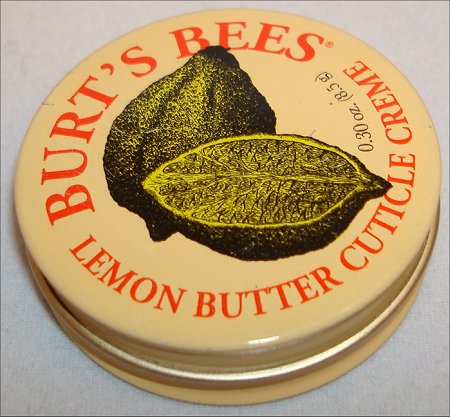 BURT'S BEES®
0.30 oz. (8.5 g)
LEMON BUTTER CUTICLE CREME